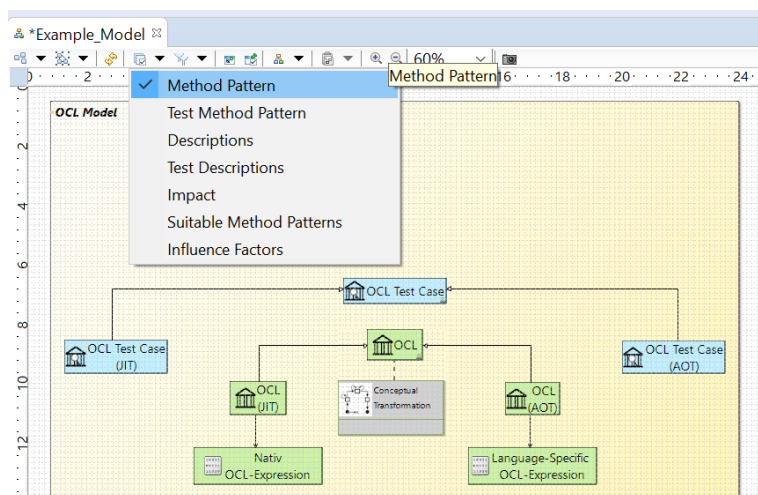 *Example_Model
60%
Method Pattern
2 16 18 20 22 24
Method Pattern
Test Method Pattern
Descriptions
Test Descriptions
Impact
Suitable Method Patterns
Influence Factors
OCL Model
2
4
6
8
10
12
OCL Test Case
OCL Test Case
(JIT)
OCL
OCL Test Case
(AOT)
OCL
(JIT)
Conceptual
Transformation
OCL
(AOT)
Nativ
OCL-Expression
Language-Specific
OCL-Expression